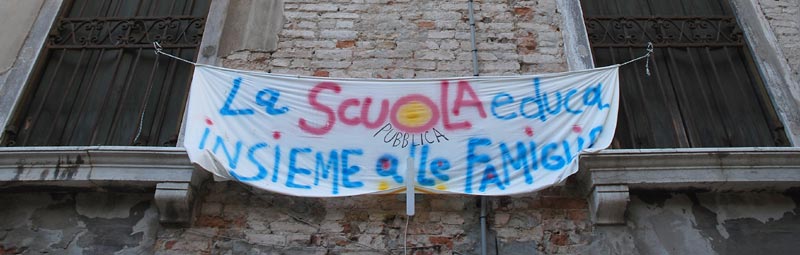 La SCUOLA educa
PUBBLICA
iNSIEME alle FAMIGLIE